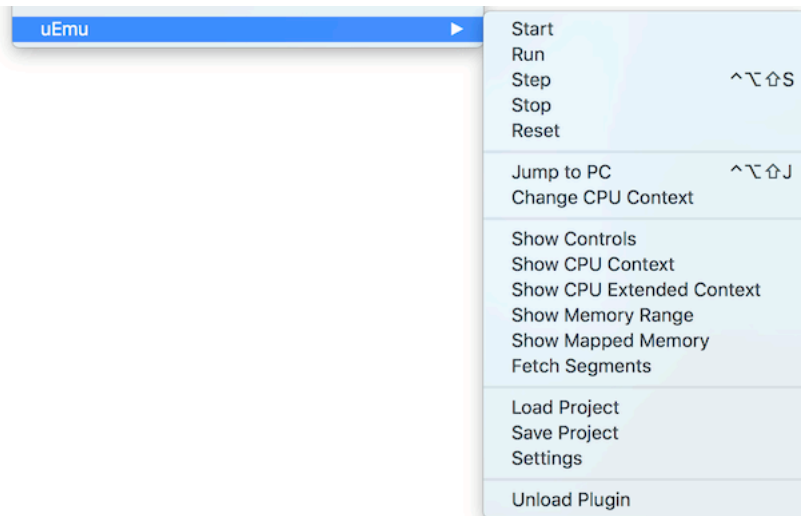 uEmu
Start
Run
Step ^⌥⇧S
Stop
Reset
Jump to PC ^⌥⇧J
Change CPU Context
Show Controls
Show CPU Context
Show CPU Extended Context
Show Memory Range
Show Mapped Memory
Fetch Segments
Load Project
Save Project
Settings
Unload Plugin